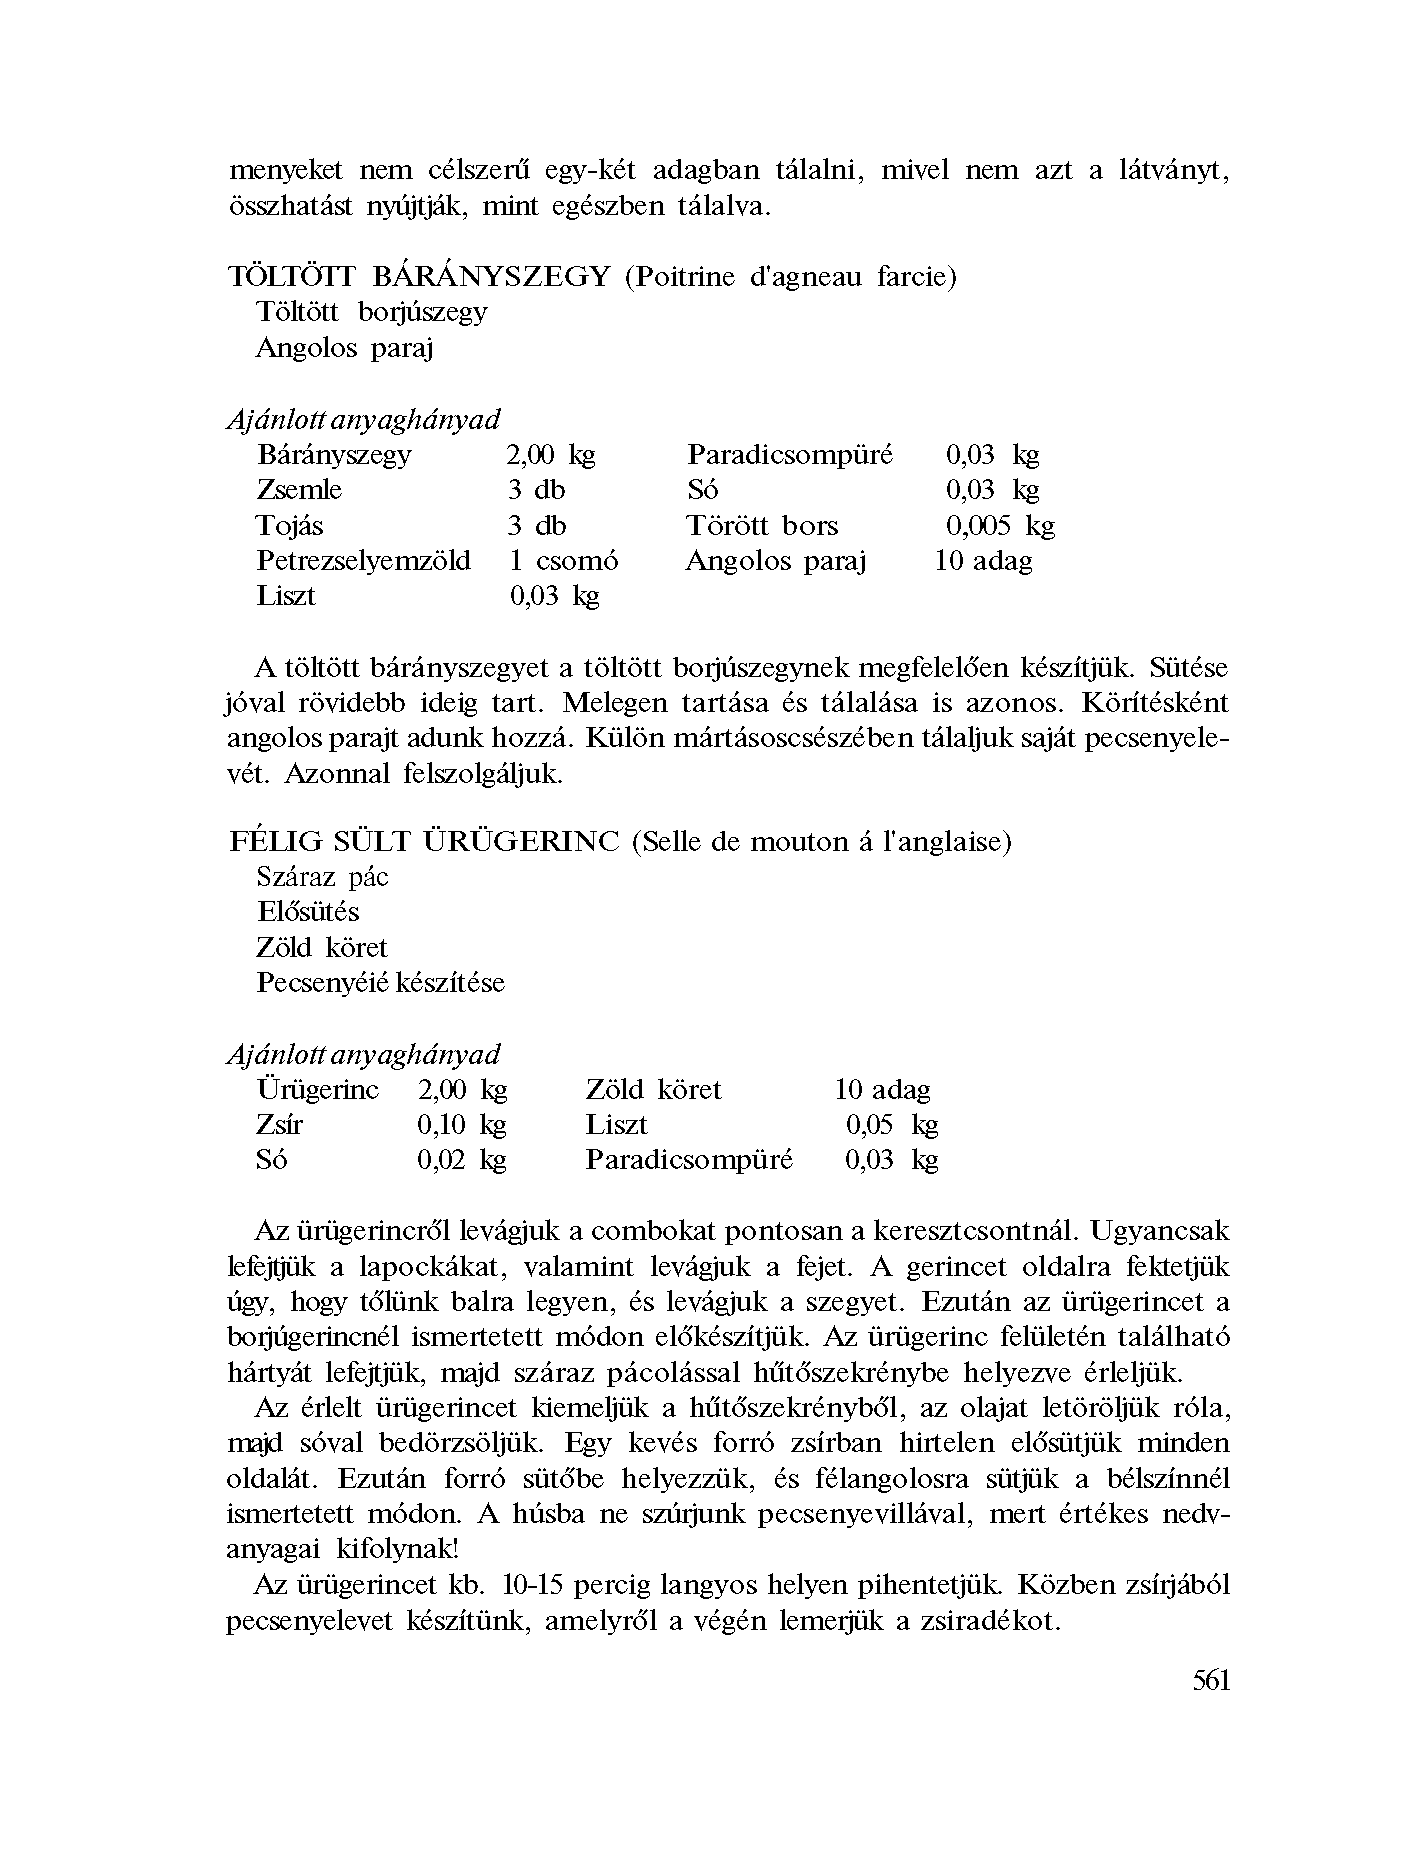 menyeket nem célszerű egy-két adagban tálalni, mivel nem azt a látványt,
összhatást nyújtják, mint egészben tálalva.
TÖLTÖTT BÁRÁNYSZEGY (Poitrine d'agneau farcie)
Töltött borjúszegy
Angolos paraj
Ajánlott anyaghányad
Bárányszegy 2,00 kg Paradicsompüré 0,03 kg
Zsemle 3 db Só 0,03 kg
Tojás 3 db Törött bors 0,005 kg
Petrezselyemzöld 1 csomó Angolos paraj 10 adag
Liszt 0,03 kg
A töltött bárányszegyet a töltött borjúszegynek megfelelően készítjük. Sütése
jóval rövidebb ideig tart. Melegen tartása és tálalása is azonos. Körítésként
angolos parajt adunk hozzá. Külön mártásoscsészében tálaljuk saját pecsenyele-
vét. Azonnal felszolgáljuk.
FÉLIG SÜLT ÜRÜGERINC (Selle de mouton á l'anglaise)
Száraz pác
Elősütés
Zöld köret
Pecsenyéié készítése
Ajánlott anyaghányad
Ürügerinc 2,00 kg Zöld köret 10 adag
Zsír 0,10 kg Liszt 0,05 kg
Só 0,02 kg Paradicsompüré 0,03 kg
Az ürügerincről levágjuk a combokat pontosan a keresztcsontnál. Ugyancsak
lefejtjük a lapockákat, valamint levágjuk a fejet. A gerincet oldalra fektetjük
úgy, hogy tőlünk balra legyen, és levágjuk a szegyet. Ezután az ürügerincet a
borjúgerincnél ismertetett módon előkészítjük. Az ürügerinc felületén található
hártyát lefejtjük, majd száraz pácolással hűtőszekrénybe helyezve érleljük.
Az érlelt ürügerincet kiemeljük a hűtőszekrényből, az olajat letöröljük róla,
majd sóval bedörzsöljük. Egy kevés forró zsírban hirtelen elősütjük minden
oldalát. Ezután forró sütőbe helyezzük, és félangolosra sütjük a bélszínnél
ismertetett módon. A húsba ne szúrjunk pecsenyevillával, mert értékes nedv-
anyagai kifolynak!
Az ürügerincet kb. 10-15 percig langyos helyen pihentetjük. Közben zsírjából
pecsenyelevet készítünk, amelyről a végén lemerjük a zsiradékot.
561